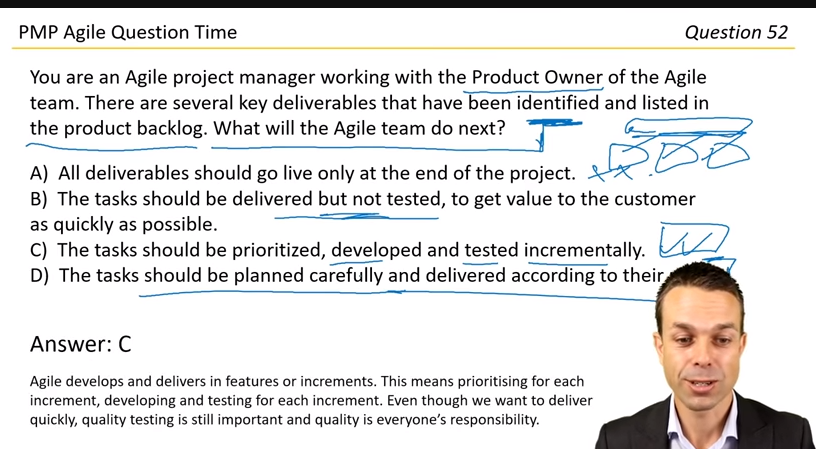 PMP Agile Question Time
Question 52
You are an Agile project manager working with the Product Owner of the Agile
team. There are several key deliverables that have been identified and listed in
the product backlog. What will the Agile team do next?
A) All deliverables should go live only at the end of the project.
B) The tasks should be delivered but not tested, to get value to the customer
as quickly as possible.
C) The tasks should be prioritized, developed and tested incrementally.
D) The tasks should be planned carefully and delivered according to their
Answer: C
Agile develops and delivers in features or increments. This means prioritising for each
increment, developing and testing for each increment. Even though we want to deliver
quickly, quality testing is still important and quality is everyone’s responsibility.